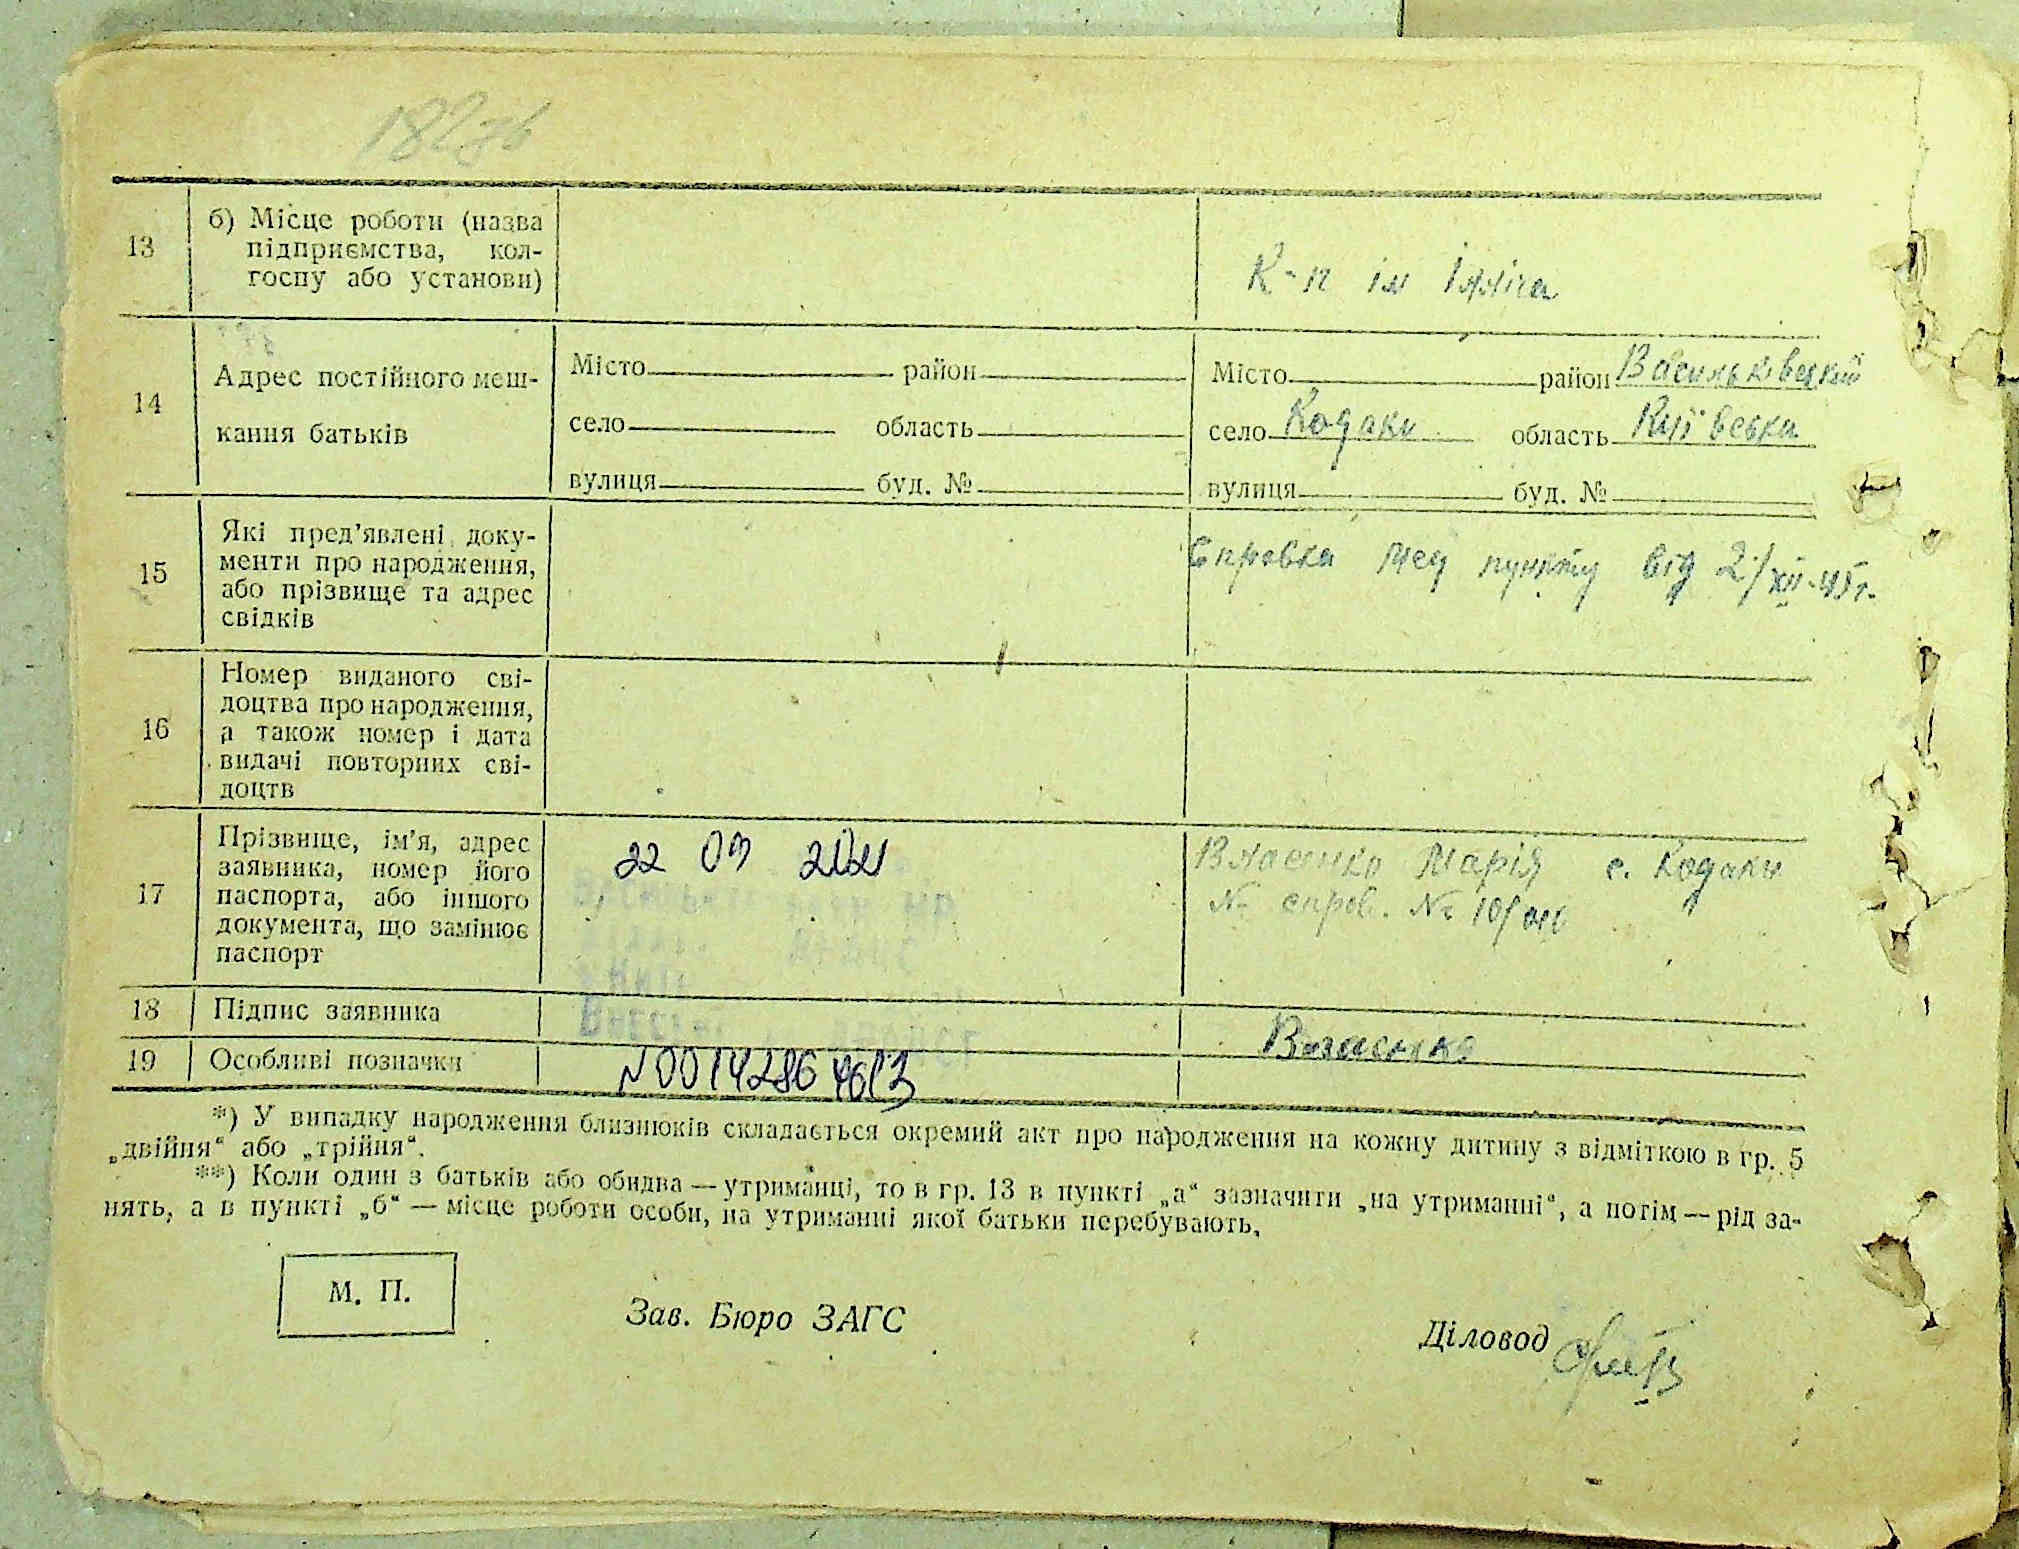 182зв
13 б) Місце роботи (назва
підприємства, кол-
госпу або установи)
К-п ім Ілліча
14 Адрес постійного меш-
кання батьків
Місто район
село область
вулиця буд. №
Місто район Васильківський
село Кодаки область Київська
вулиця буд. №
15 Які пред'явлені доку-
менти про народження,
або прізвище та адрес
свідків
Справка мед пункту від 2/XII-45г.
16 Номер виданого сві-
доцтва про народження,
а також номер і дата
видачі повторних сві-
доцтв
17 Прізвище, ім'я, адрес
заявника, номер його
паспорта, або іншого
документа, що замінює
паспорт
22 03
Власенко Марія с. Кодаки
№ справ. №
18 Підпис заявника
Власенко
19 Особливі позначки
N00142864613
*) У випадку народження близнюків складається окремий акт про народження на кожну дитину з відміткою в гр. 5
„двійня“ або „трійня“.
**) Коли один з батьків або обидва — утриманці, то в гр. 13 в пункті „а“ зазначити „на утриманні“, а потім — рід за-
нять, а в пункті „б“ — місце роботи особи, на утриманні якої батьки перебувають.
М. П.
Зав. Бюро ЗАГС
Діловод